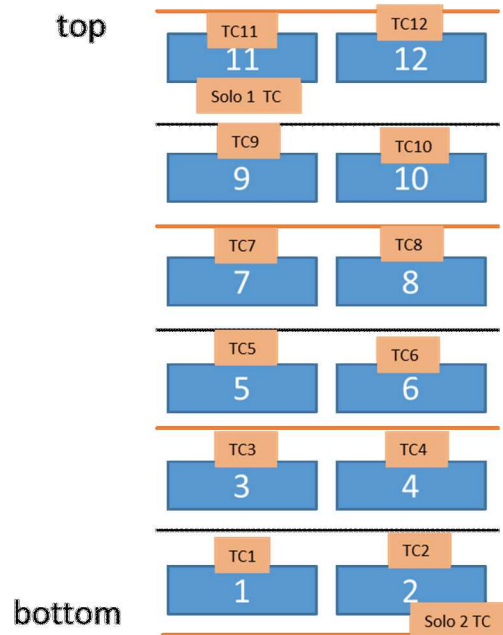 top
TC11
TC12
11
12
Solo 1 TC
TC9
TC10
9
10
TC7
TC8
7
8
TC5
TC6
5
6
TC3
TC4
3
4
TC1
TC2
1
2
bottom
Solo 2 TC